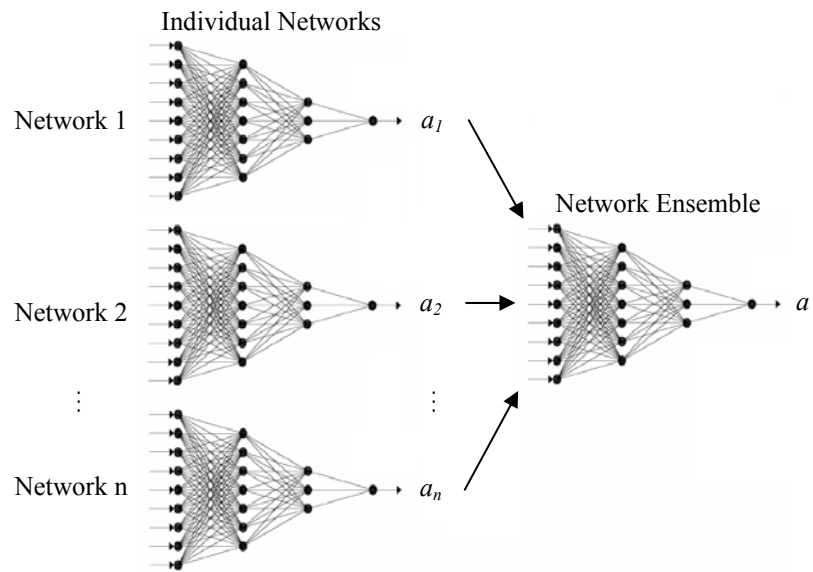 Individual Networks
Network 1
a1
Network Ensemble
Network 2
a2
a
⋮
⋮
Network n
an